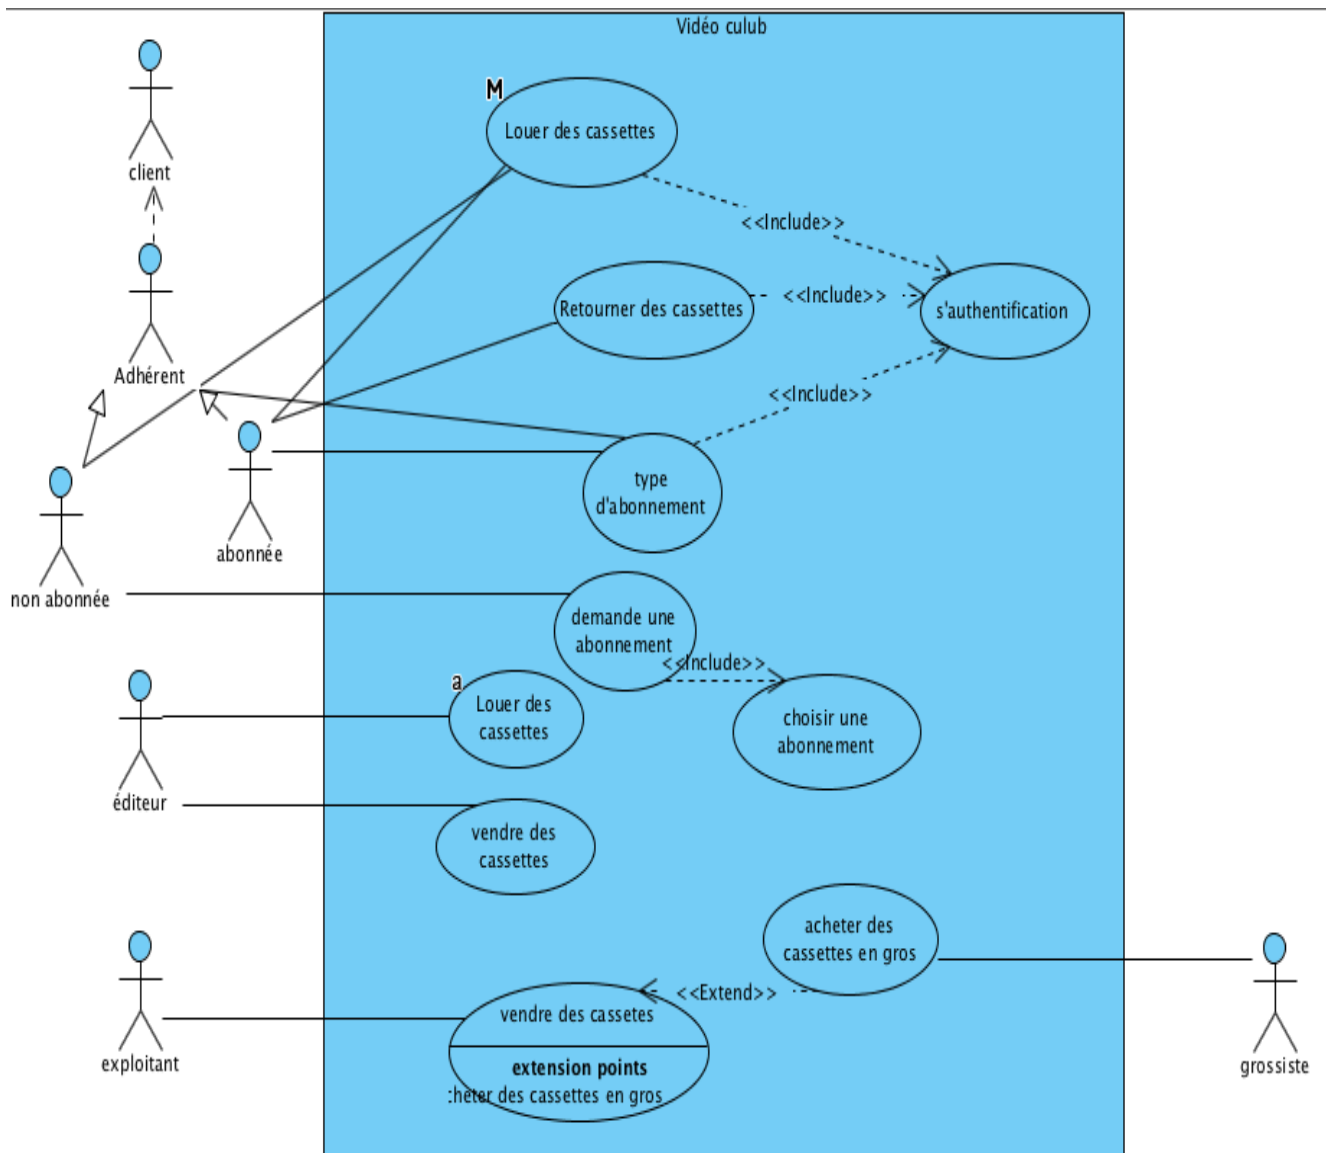 Vidéo culub
M
Louer des cassettes
client
<<Include>>
Retourner des cassettes
<<Include>>
s'authentification
Adhérent
<<Include>>
type
d'abonnement
abonnée
non abonnée
demande une
abonnement
<<Include>>
a
Louer des
cassettes
choisir une
abonnement
éditeur
vendre des
cassettes
acheter des
cassettes en gros
<<Extend>>
vendre des cassetes
exploitant
extension points
cheter des cassettes en gros
grossiste